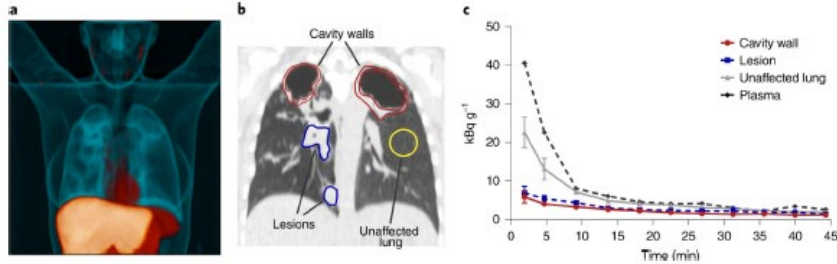 a
b
c
Cavity walls
Lesions
Unaffected
lung
50
40
30
20
10
0
kBq g⁻¹
Cavity wall
Lesion
Unaffected lung
Plasma
0 5 10 15 20 25 30 35 40 45
Time (min)